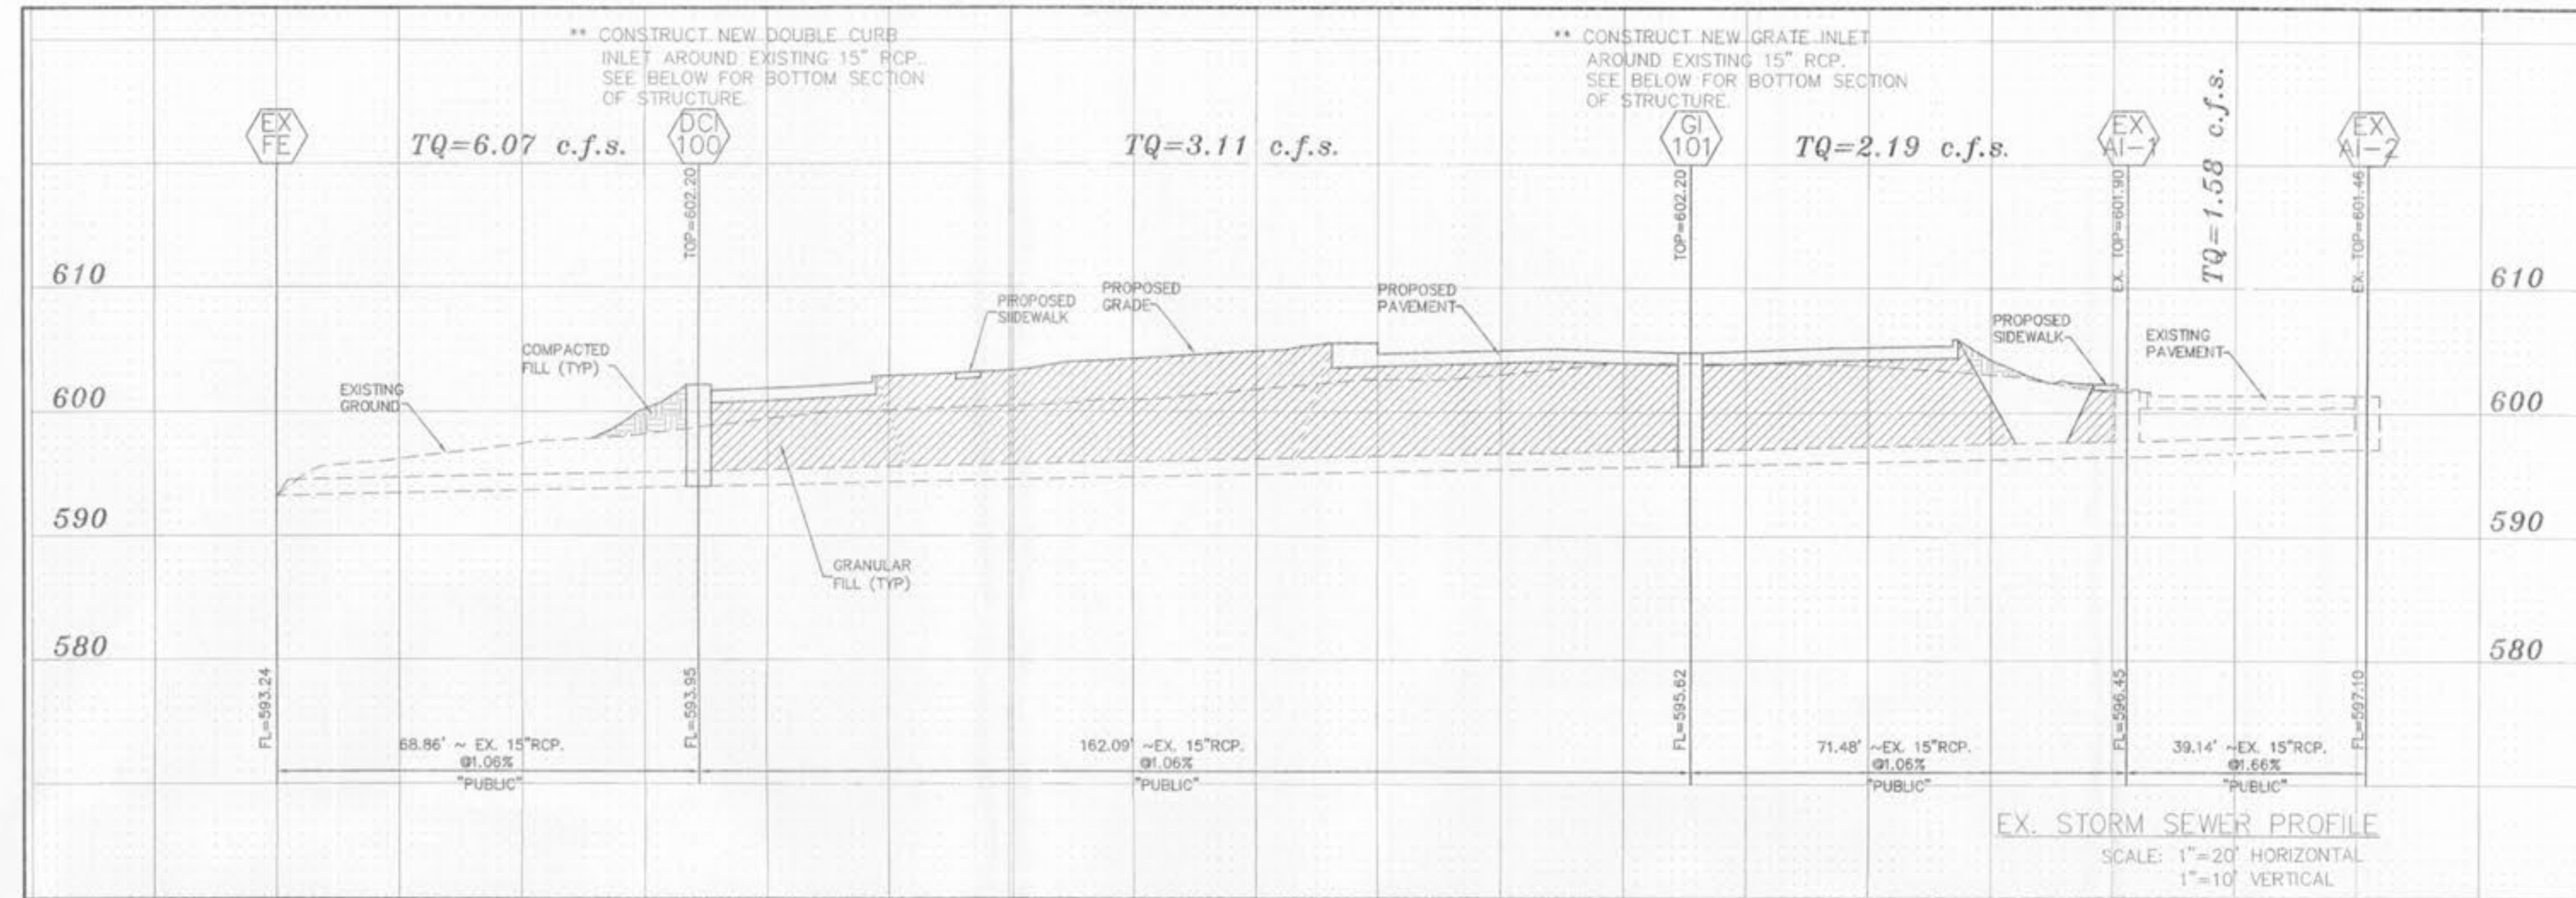 ** CONSTRUCT NEW DOUBLE CURB
INLET AROUND EXISTING 15" RCP.
SEE BELOW FOR BOTTOM SECTION
OF STRUCTURE.
** CONSTRUCT NEW GRATE INLET
AROUND EXISTING 15" RCP.
SEE BELOW FOR BOTTOM SECTION
OF STRUCTURE.
EX
FE
TQ=6.07 c.f.s.
DCI
100
TQ=3.11 c.f.s.
GI
101
TQ=2.19 c.f.s.
EX
AI-1
TQ=1.58 c.f.s.
EX
AI-2
TOP=602.20
TOP=602.20
EX. TOP=601.90
EX. TOP=601.46
610
610
PROPOSED
SIDEWALK
PROPOSED
GRADE
PROPOSED
PAVEMENT
PROPOSED
SIDEWALK
EXISTING
PAVEMENT
COMPACTED
FILL (TYP)
EXISTING
GROUND
600
600
590
590
GRANULAR
FILL (TYP)
580
580
FL=593.24
FL=593.95
FL=595.62
FL=596.45
FL=597.10
68.86' ~ EX. 15"RCP.
@1.06%
"PUBLIC"
162.09' ~EX. 15"RCP.
@1.06%
"PUBLIC"
71.48' ~EX. 15"RCP.
@1.06%
"PUBLIC"
39.14' ~EX. 15"RCP.
@1.66%
"PUBLIC"
EX. STORM SEWER PROFILE
SCALE: 1"=20' HORIZONTAL
1"=10' VERTICAL